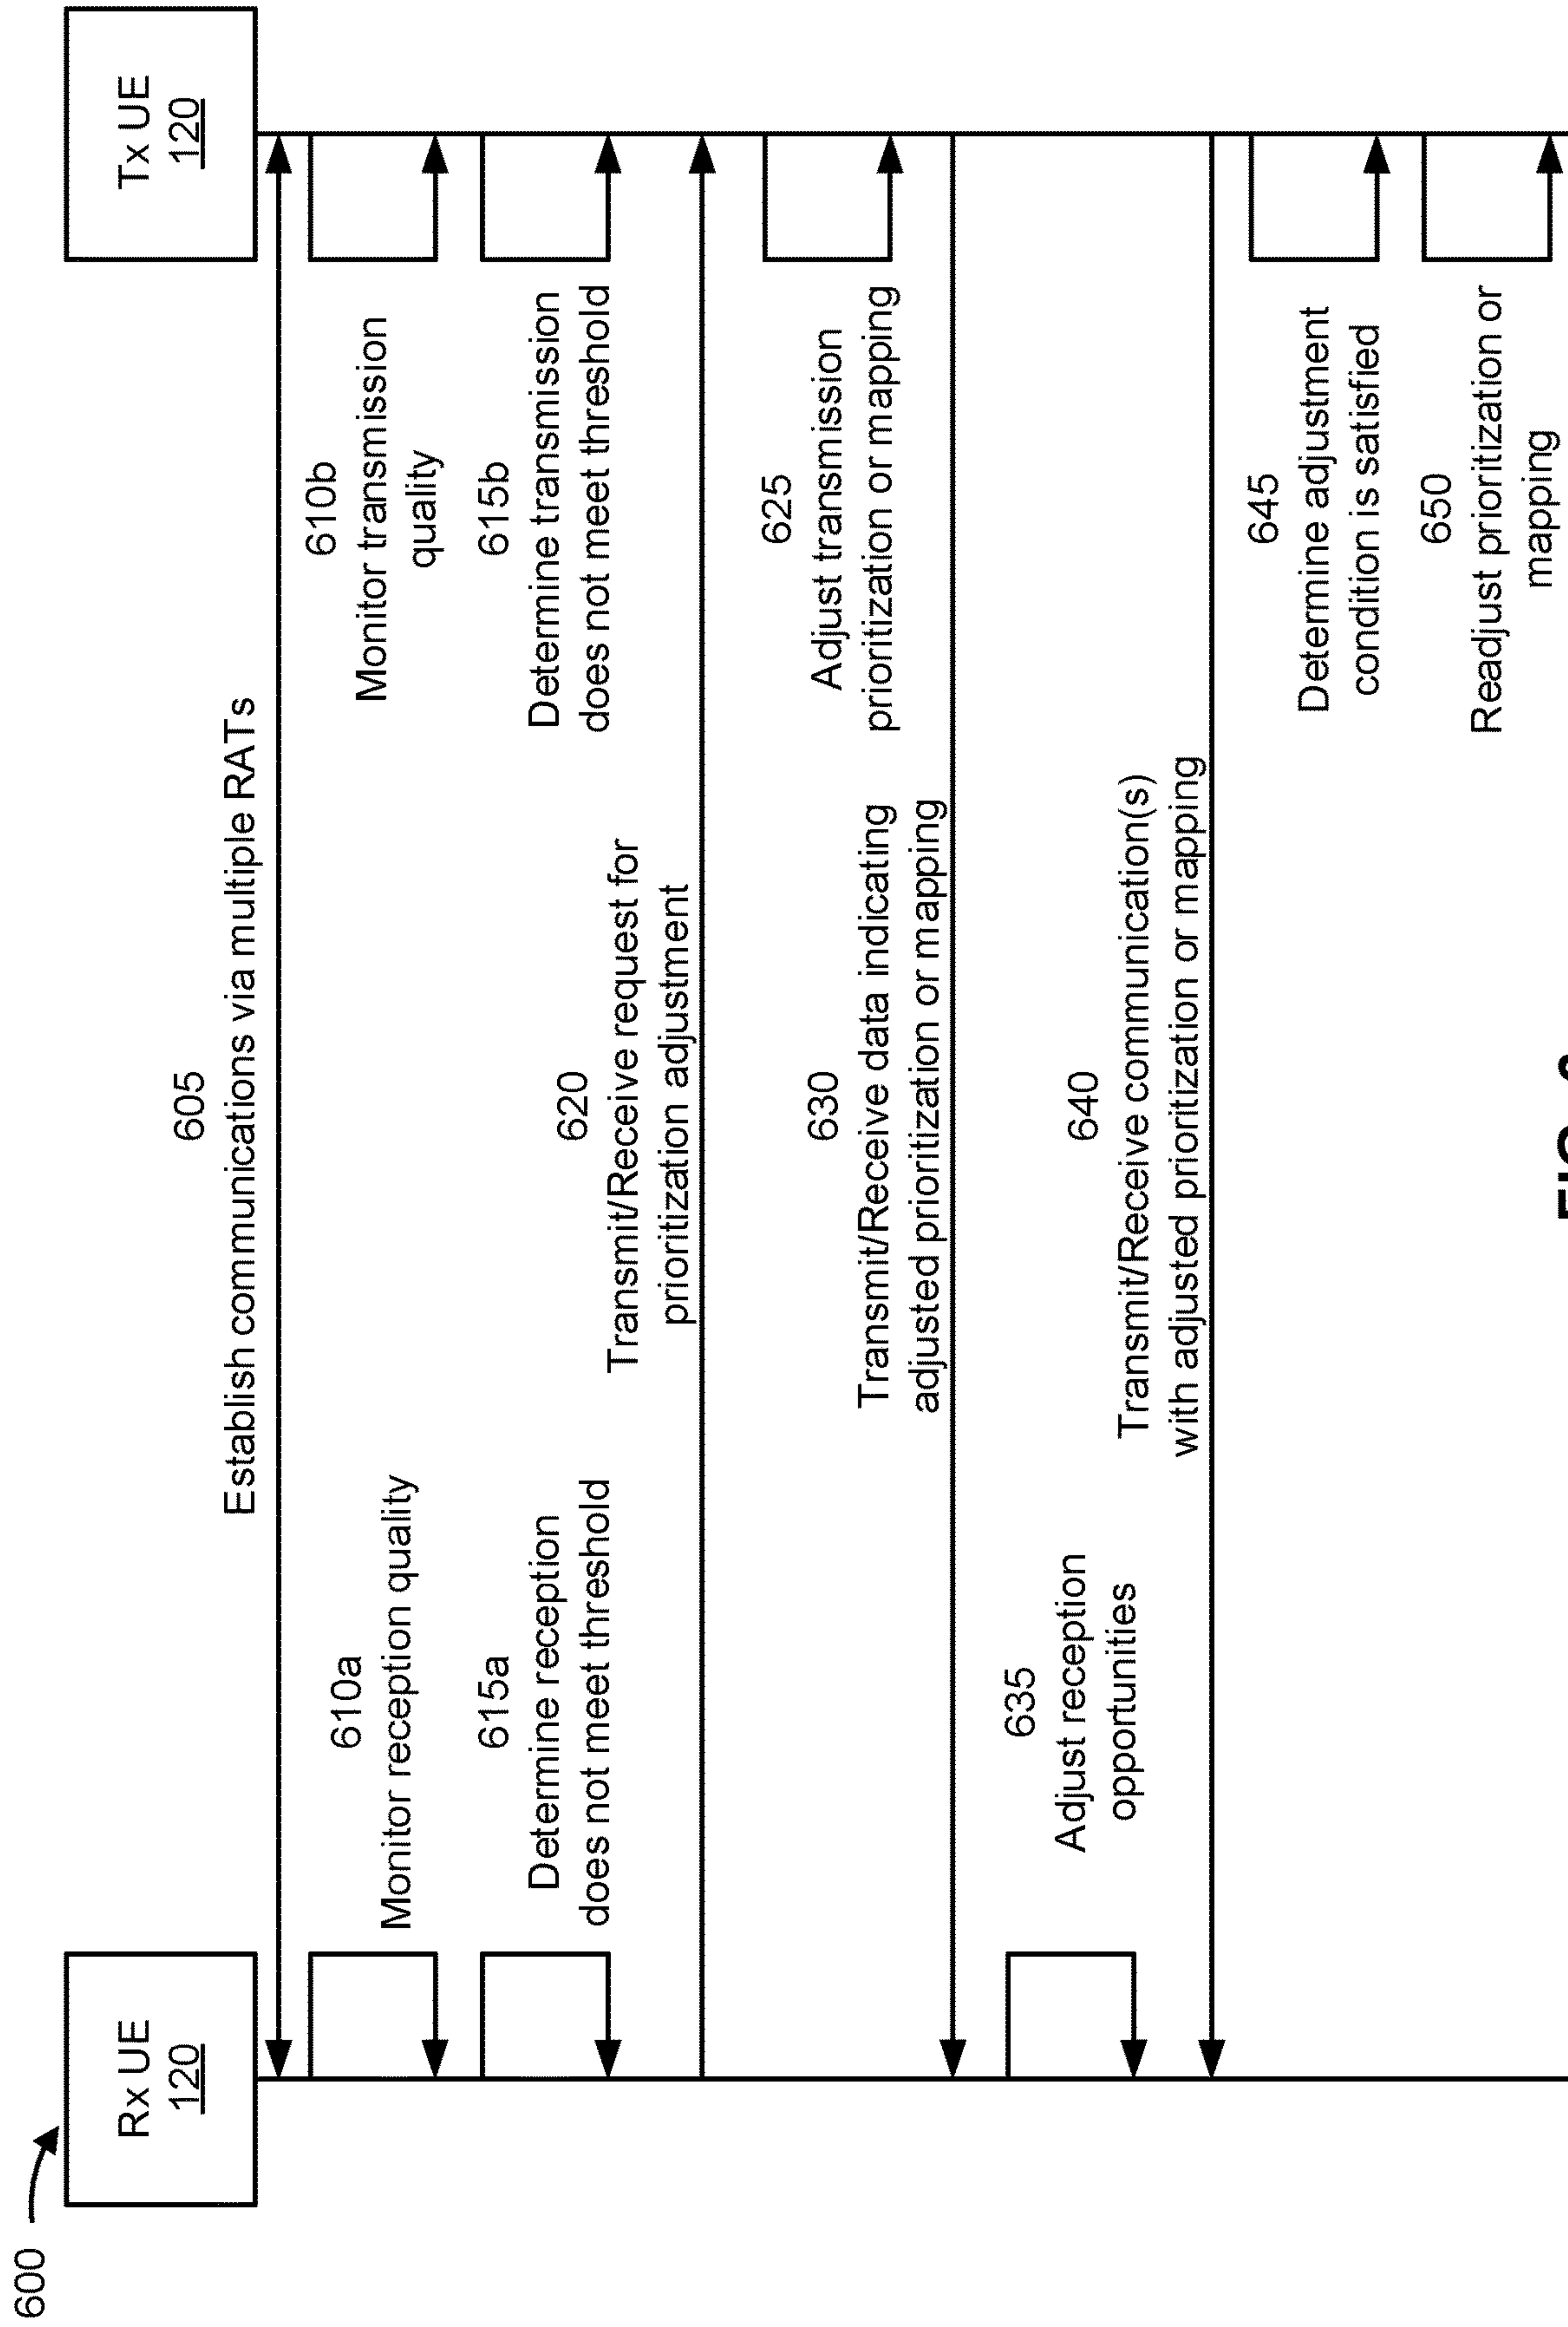 600
Rx UE
120
Tx UE
120
605
Establish communications via multiple RATs
610a
Monitor reception quality
610b
Monitor transmission
quality
615a
Determine reception
does not meet threshold
615b
Determine transmission
does not meet threshold
620
Transmit/Receive request for
prioritization adjustment
625
Adjust transmission
prioritization or mapping
630
Transmit/Receive data indicating
adjusted prioritization or mapping
635
Adjust reception
opportunities
640
Transmit/Receive communication(s)
with adjusted prioritization or mapping
645
Determine adjustment
condition is satisfied
650
Readjust prioritization or
mapping